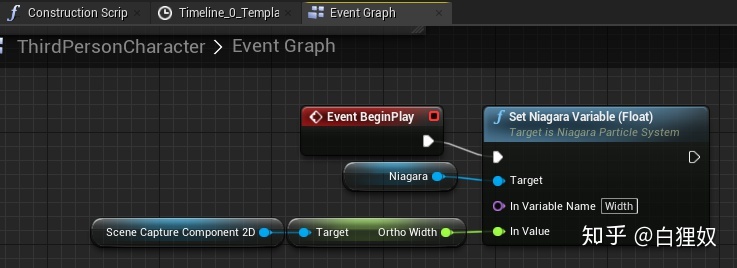 Construction Scrip
Timeline_0_Templa
Event Graph
ThirdPersonCharacter > Event Graph
Event BeginPlay
Set Niagara Variable (Float)
Target is Niagara Particle System
Niagara
Target
In Variable Name Width
Scene Capture Component 2D
Target Ortho Width
In Value
知乎 @白狸奴